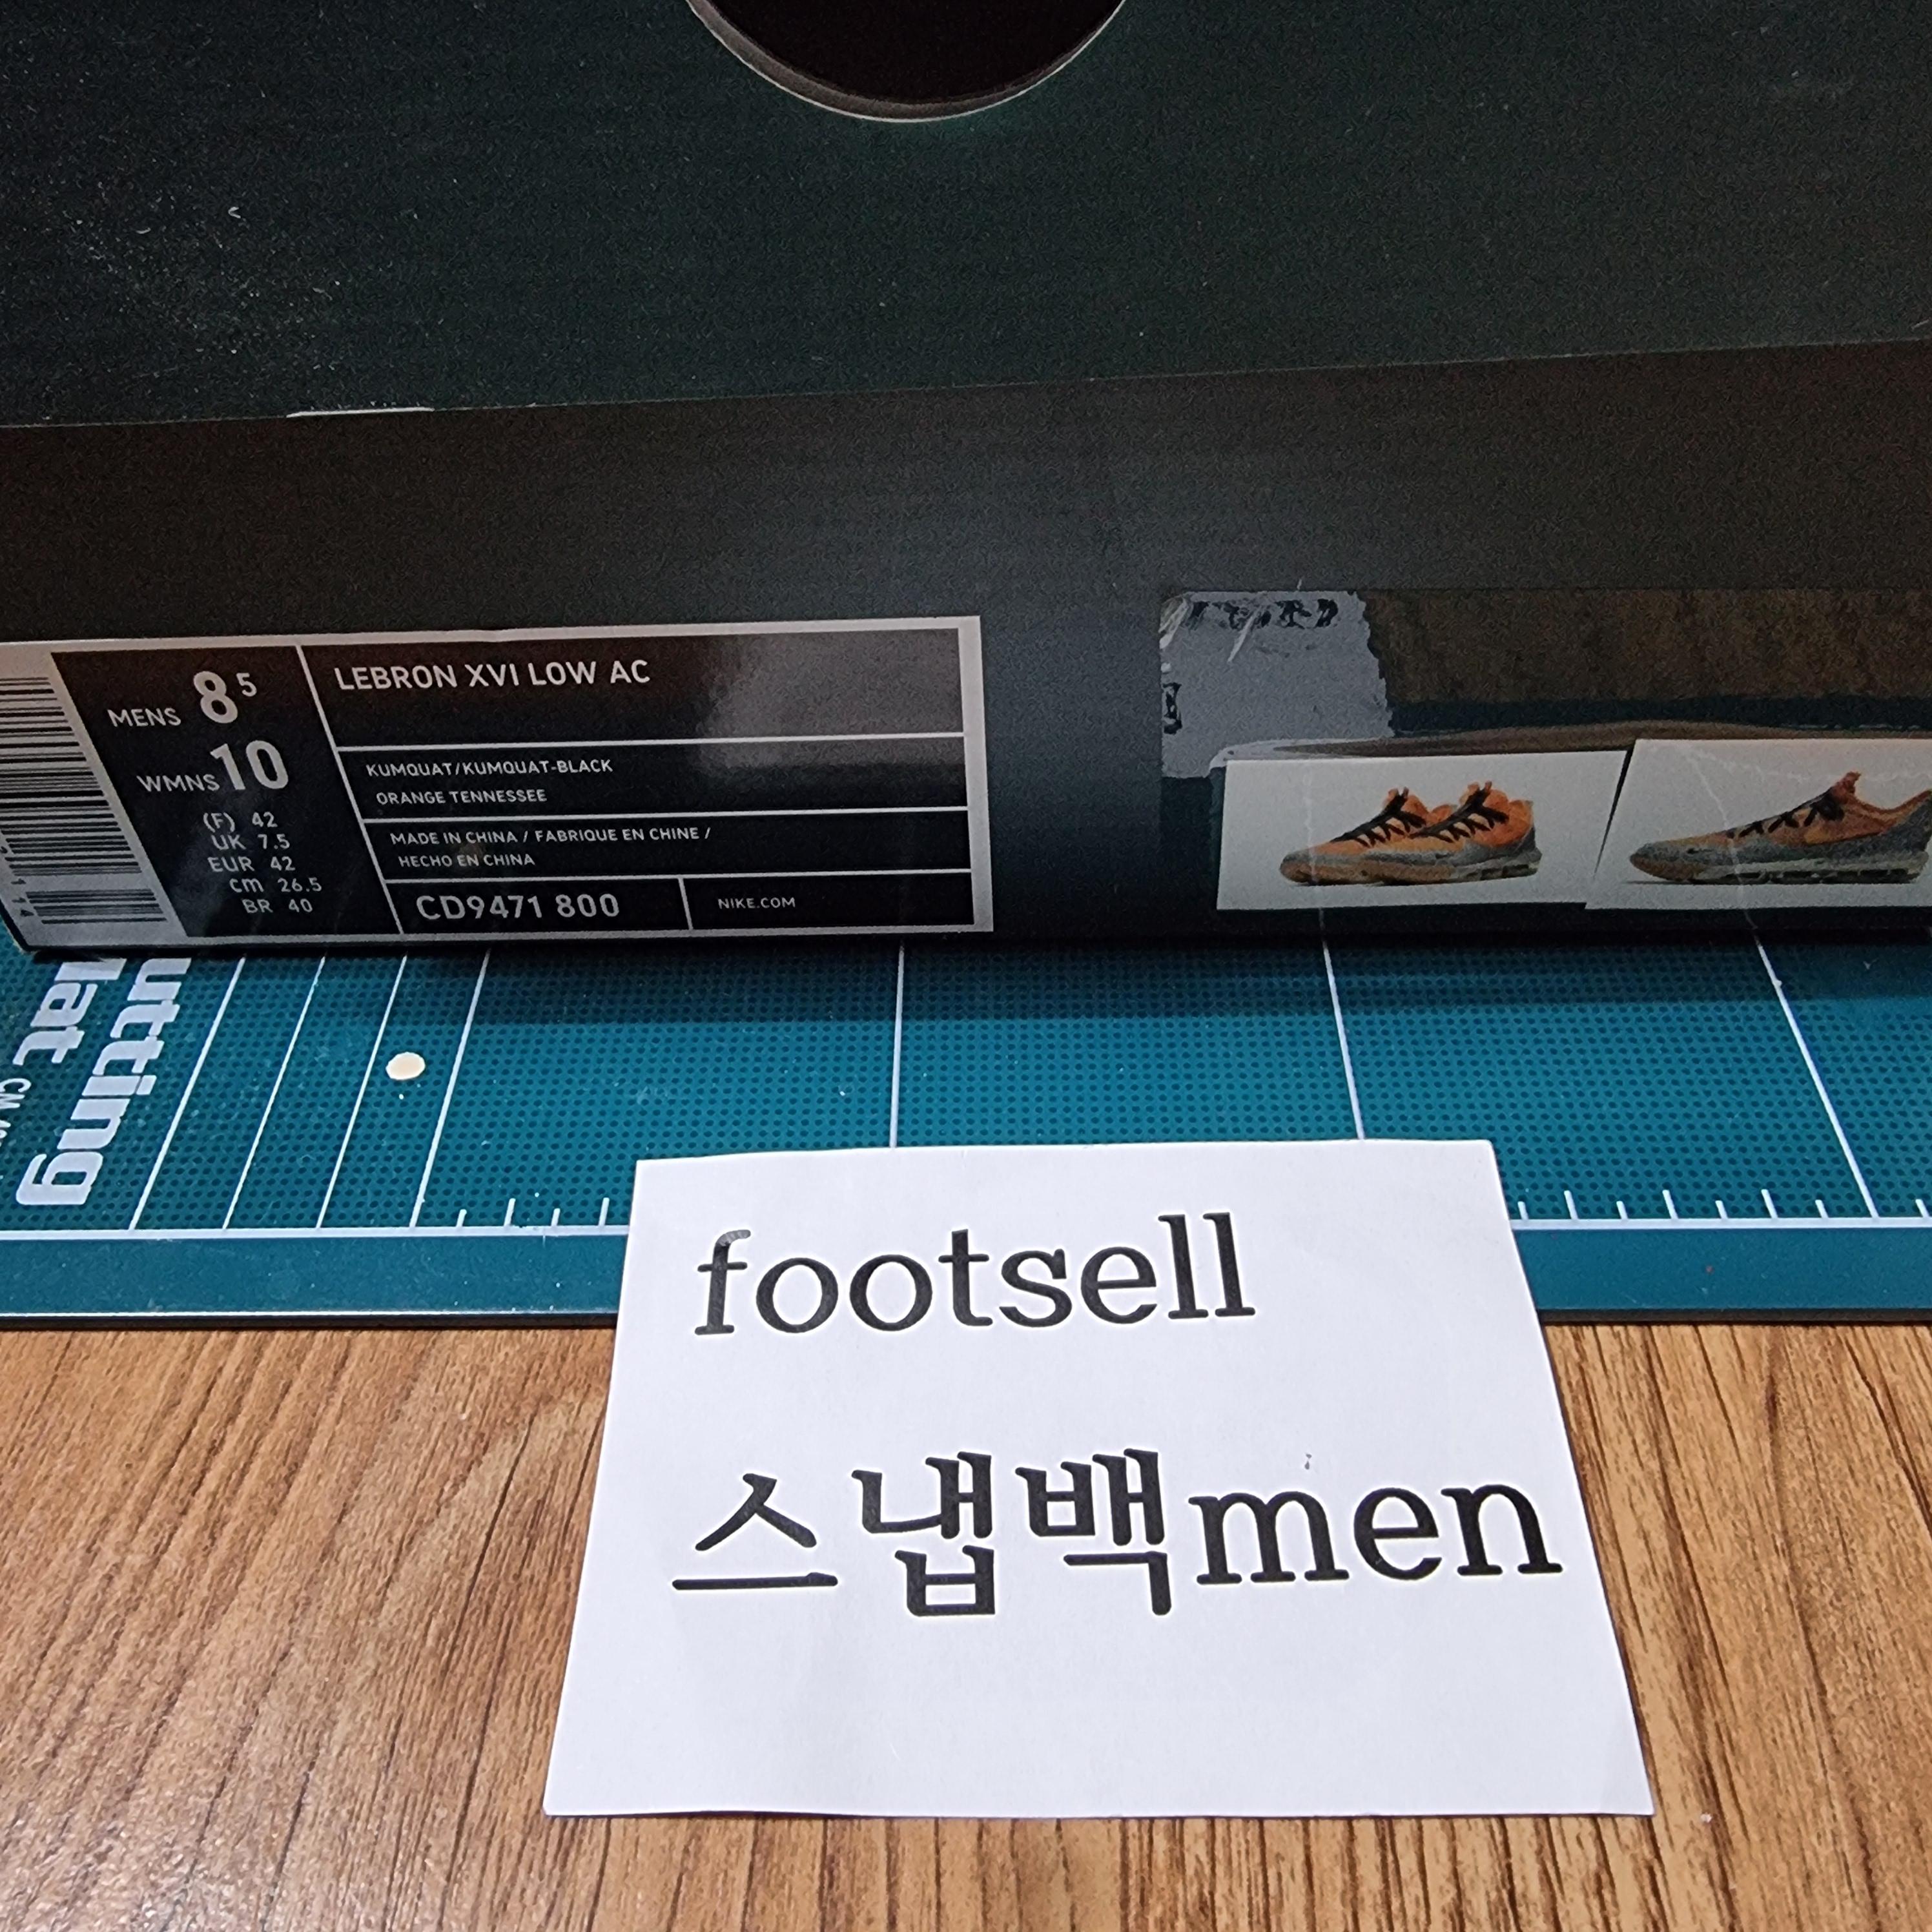 MENS 8 5
WMNS 10
(F) 42
UK 7.5
EUR 42
cm 26.5
BR 40
LEBRON XVI LOW AC
KUMQUAT/KUMQUAT-BLACK
ORANGE TENNESSEE
MADE IN CHINA / FABRIQUE EN CHINE /
HECHO EN CHINA
CD9471 800
NIKE.COM
utting
CM
footsell
스냅백men